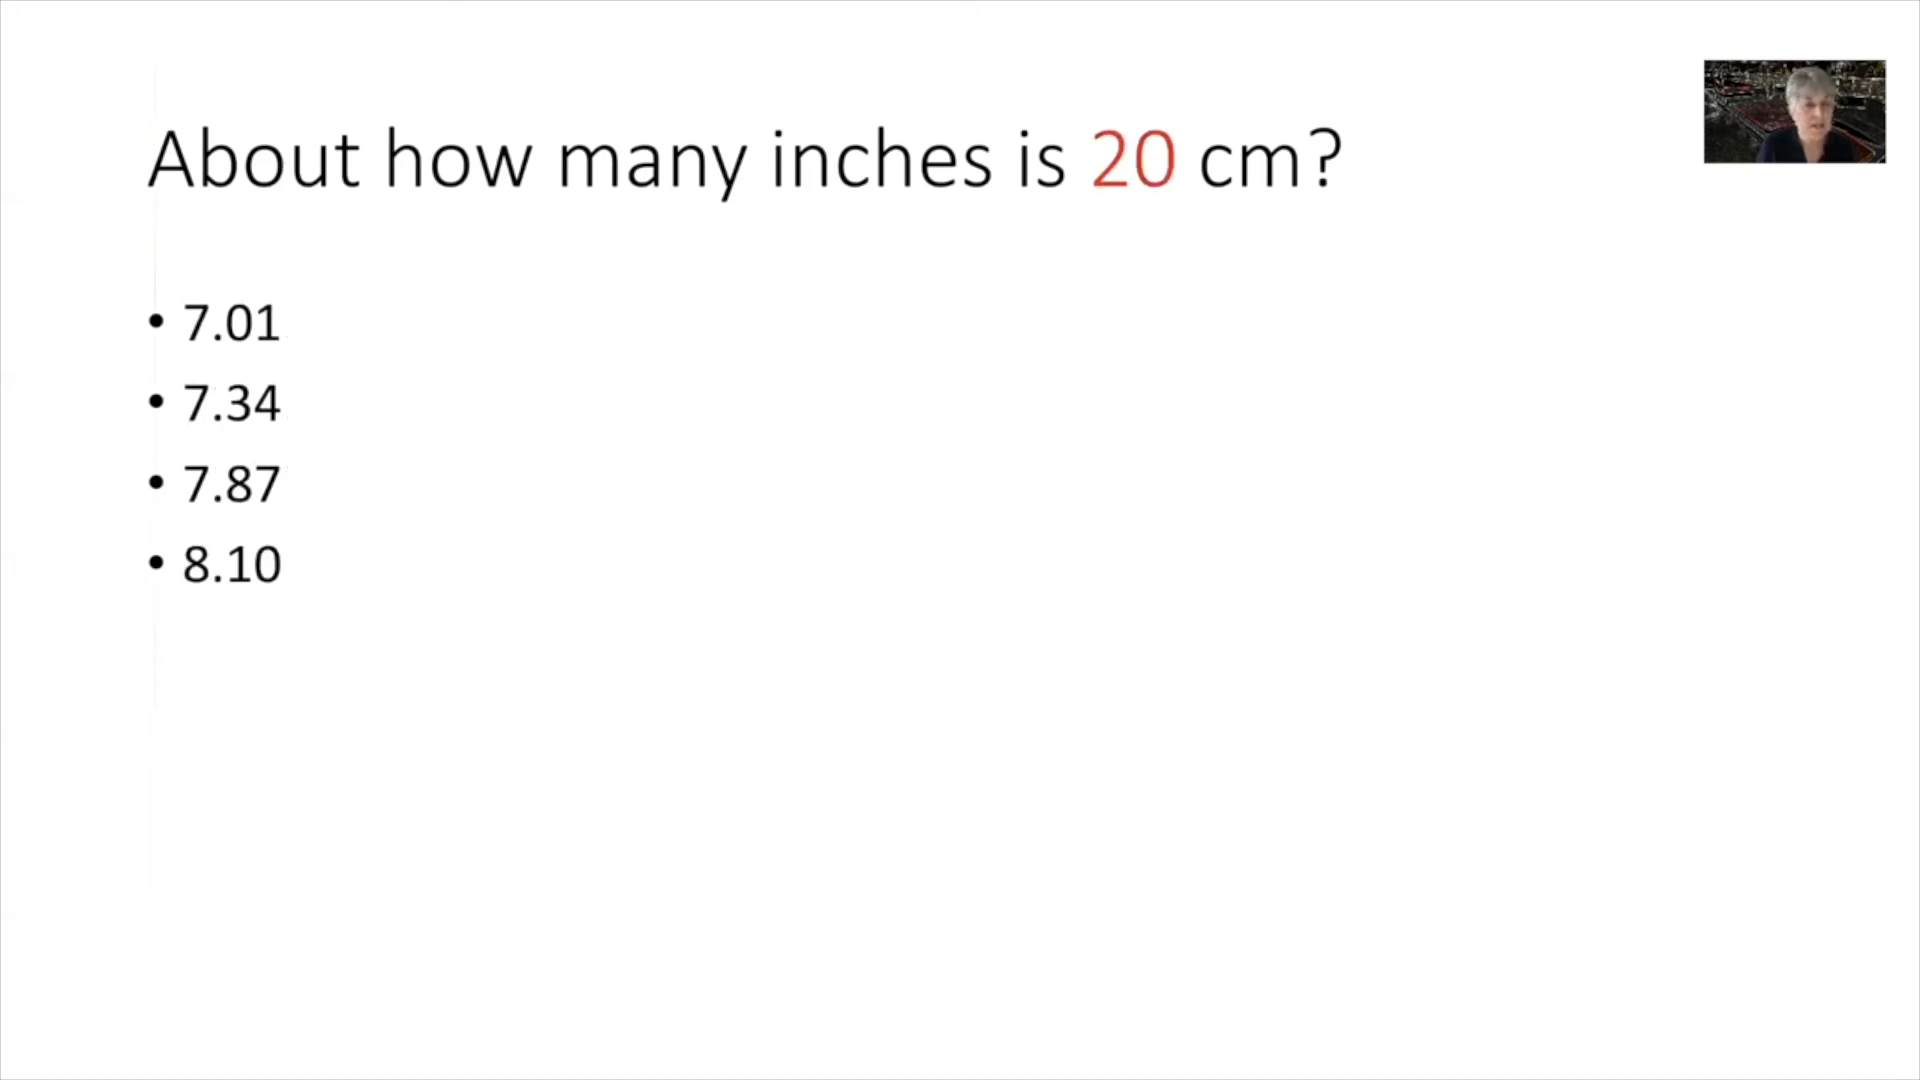 About how many inches is 20 cm?
• 7.01
• 7.34
• 7.87
• 8.10